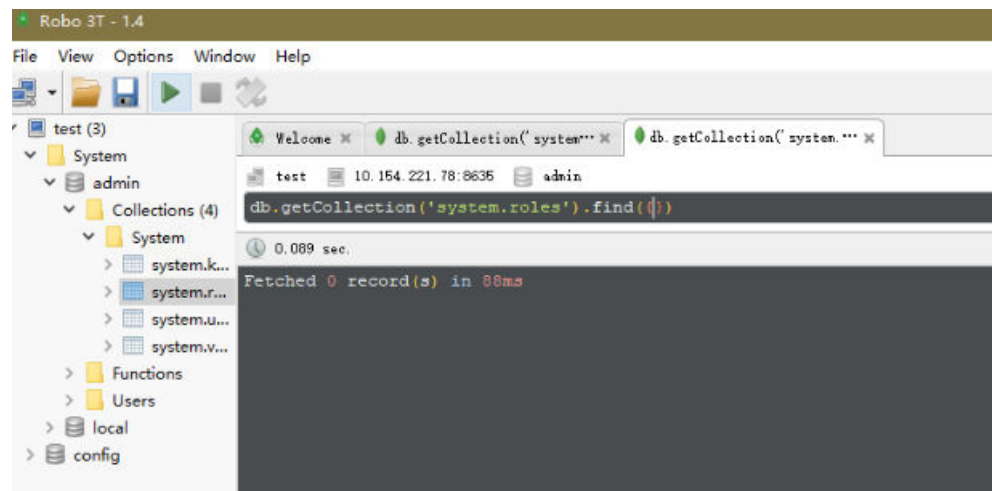 Robo 3T - 1.4
File View Options Window Help
test (3)
System
admin
Collections (4)
System
system.k...
system.r...
system.u...
system.v...
Functions
Users
local
config
Welcome
db.getCollection('system…
db.getCollection('system.…
test 10.154.221.78:8635 admin
db.getCollection('system.roles').find({})
0.089 sec.
Fetched 0 record(s) in 88ms